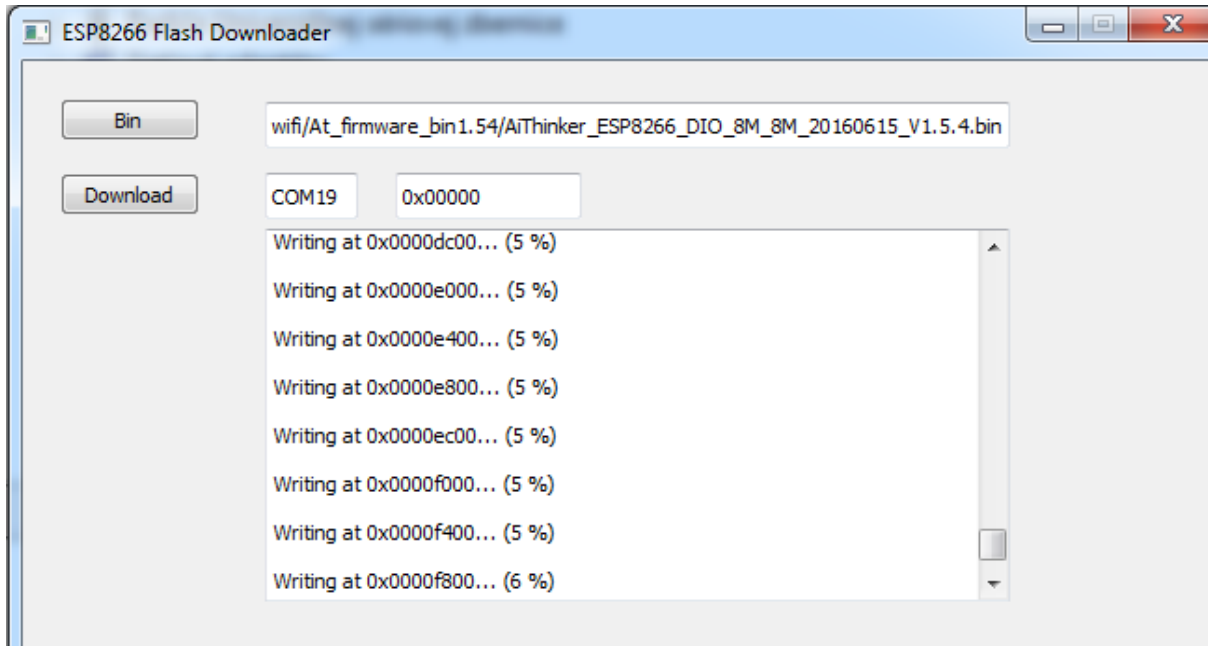 ESP8266 Flash Downloader
Bin
wifi/At_firmware_bin1.54/AiThinker_ESP8266_DIO_8M_8M_20160615_V1.5.4.bin
Download
COM19
0x00000
Writing at 0x0000dc00... (5 %)
Writing at 0x0000e000... (5 %)
Writing at 0x0000e400... (5 %)
Writing at 0x0000e800... (5 %)
Writing at 0x0000ec00... (5 %)
Writing at 0x0000f000... (5 %)
Writing at 0x0000f400... (5 %)
Writing at 0x0000f800... (6 %)